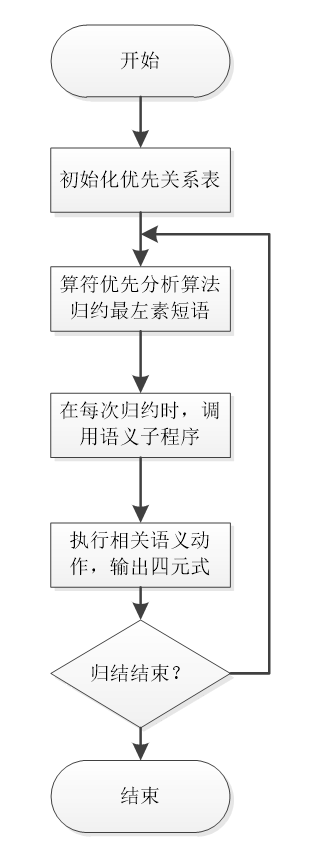 开始
初始化优先关系表
算符优先分析算法
归约最左素短语
在每次归约时，调
用语义子程序
执行相关语义动
作，输出四元式
归结结束？
结束